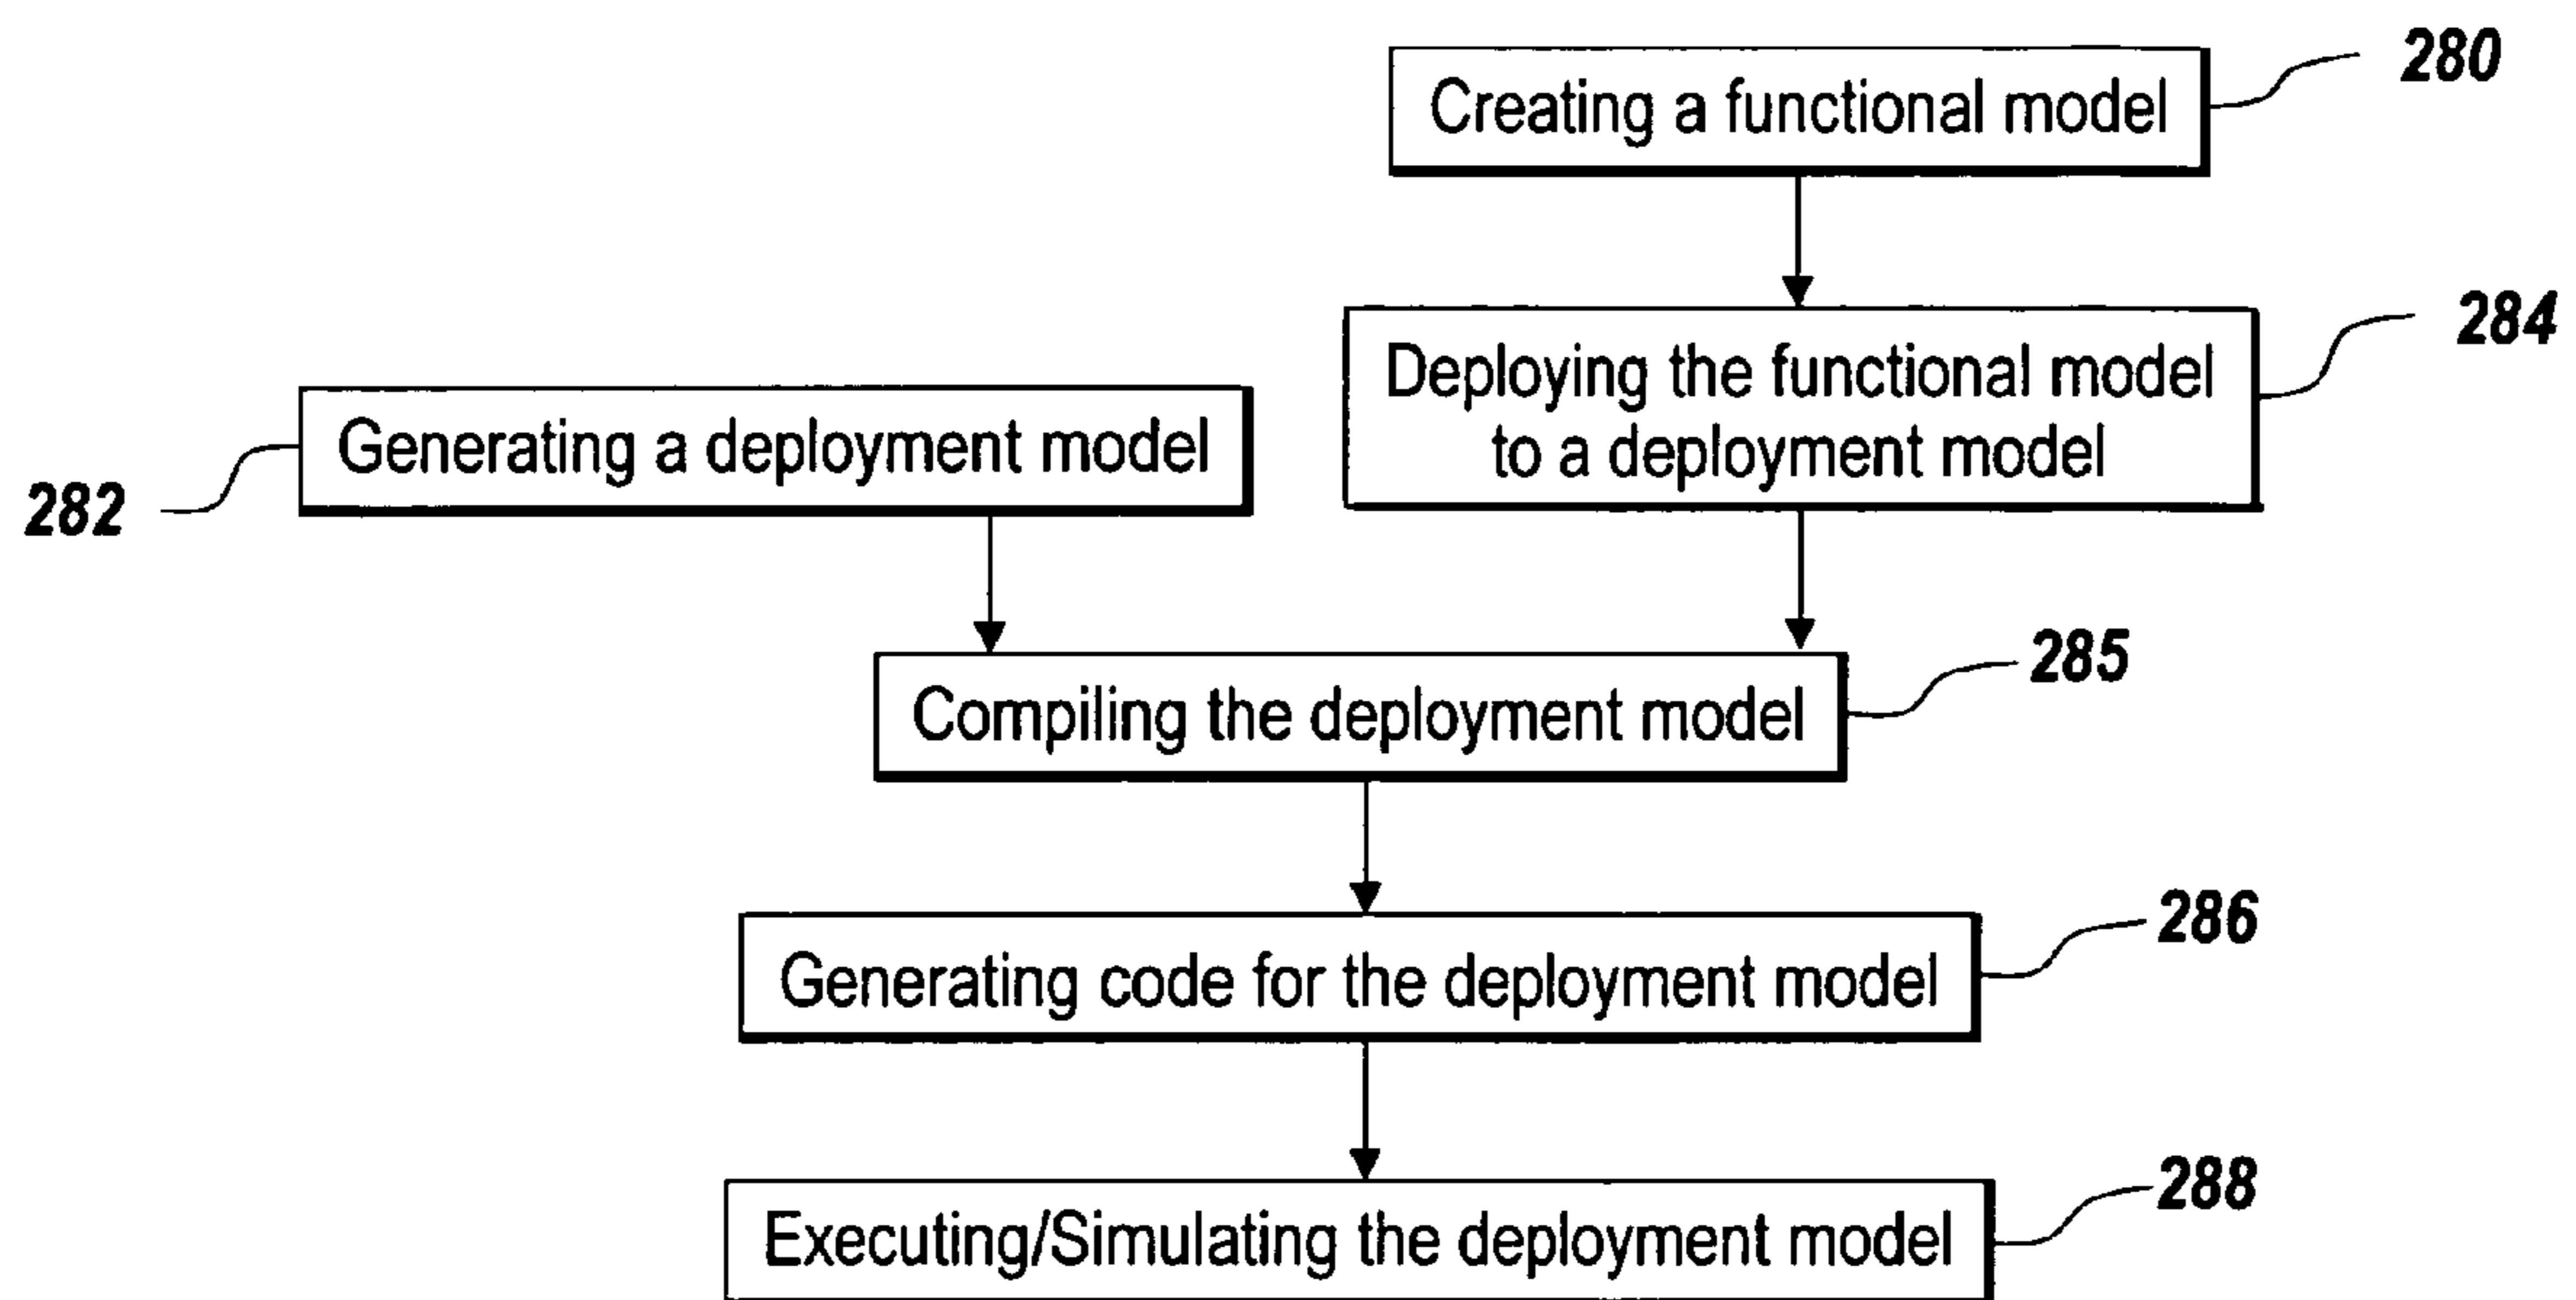 280
Creating a functional model
284
Deploying the functional model
to a deployment model
Generating a deployment model
282
285
Compiling the deployment model
286
Generating code for the deployment model
288
Executing/Simulating the deployment model